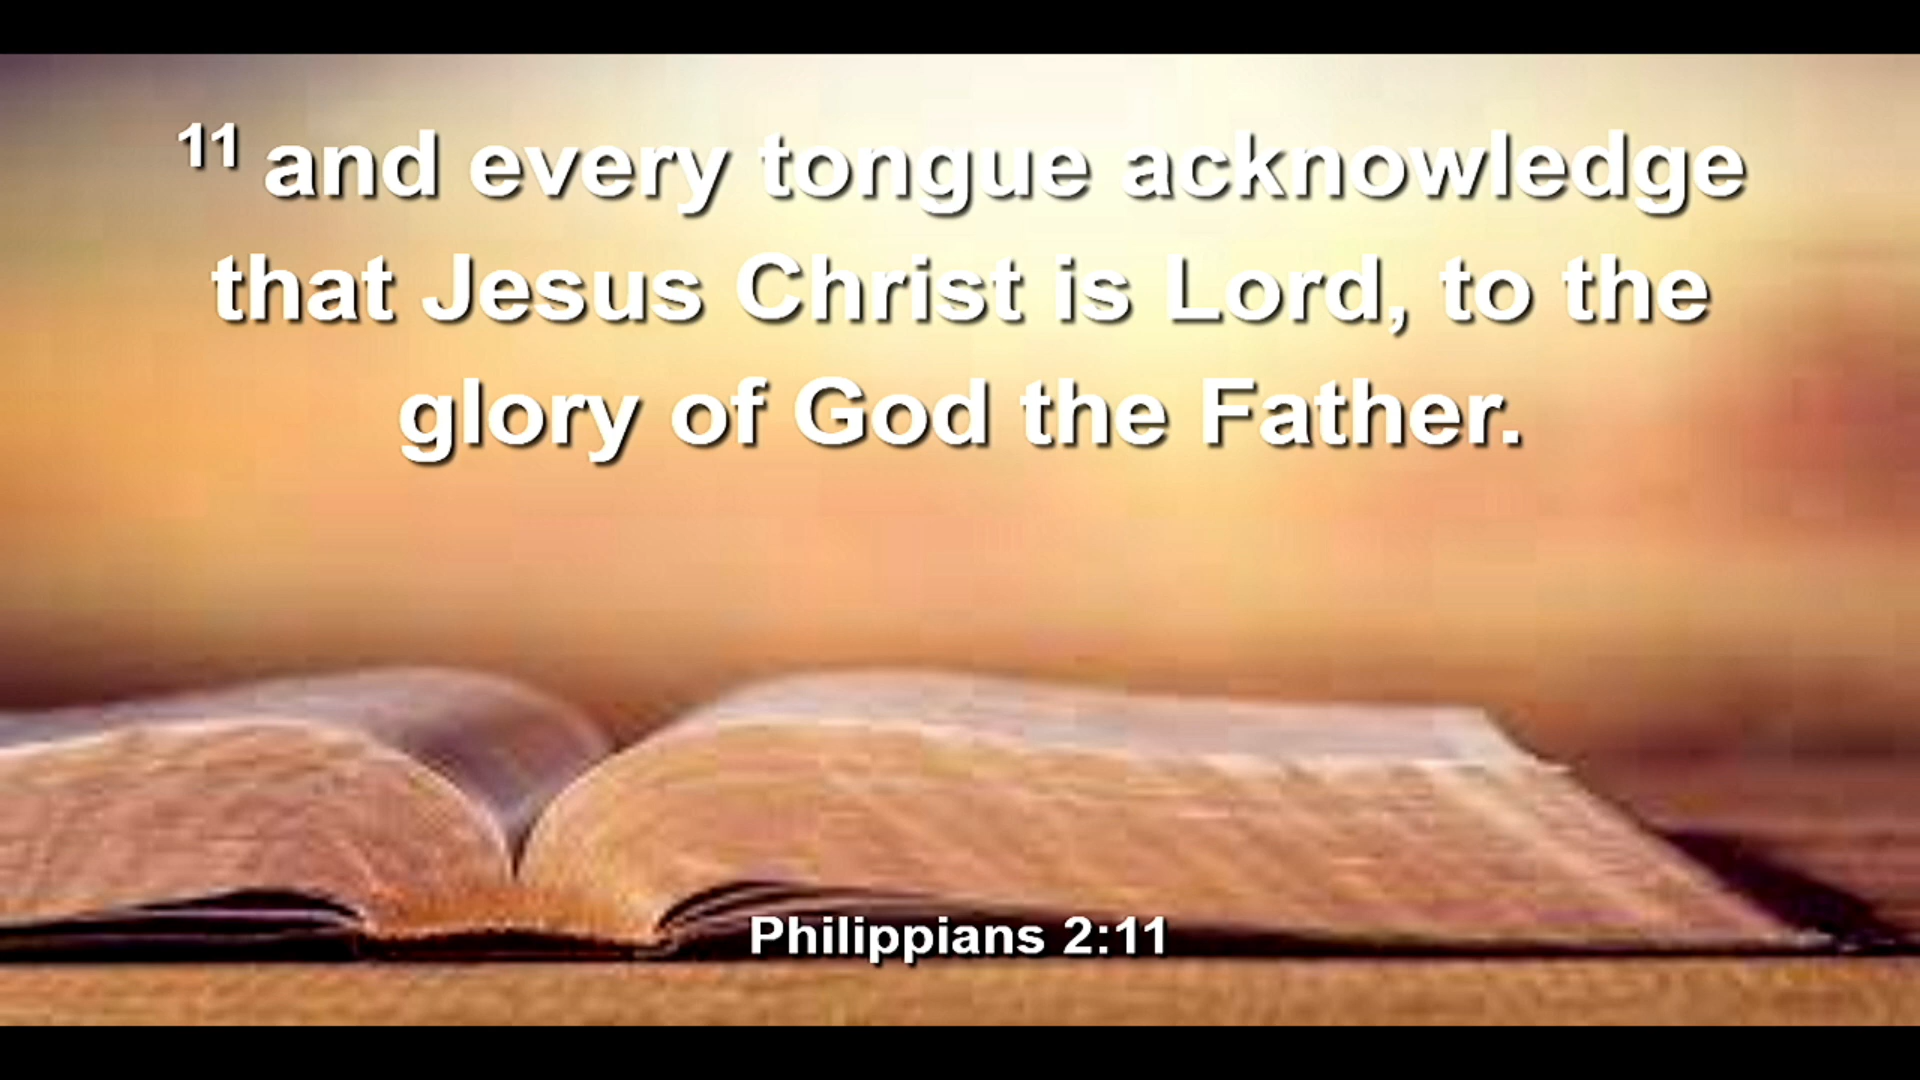 11 and every tongue acknowledge
that Jesus Christ is Lord, to the
glory of God the Father.
Philippians 2:11